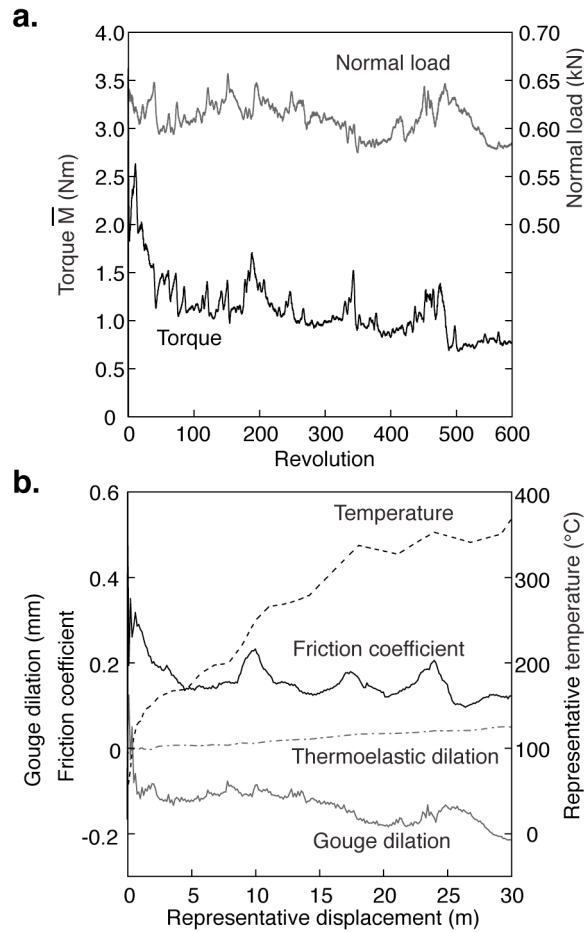 a.
4.0
3.5
3.0
2.5
2.0
1.5
1.0
0.5
0
Torque M̅ (Nm)
0.70
0.65
0.60
0.55
0.50
Normal load (kN)
Normal load
Torque
0 100 200 300 400 500 600
Revolution
b.
0.6
0.4
0.2
0
-0.2
Gouge dilation (mm)
Friction coefficient
400
300
200
100
0
Representative temperature (°C)
Temperature
Friction coefficient
Thermoelastic dilation
Gouge dilation
0 5 10 15 20 25 30
Representative displacement (m)